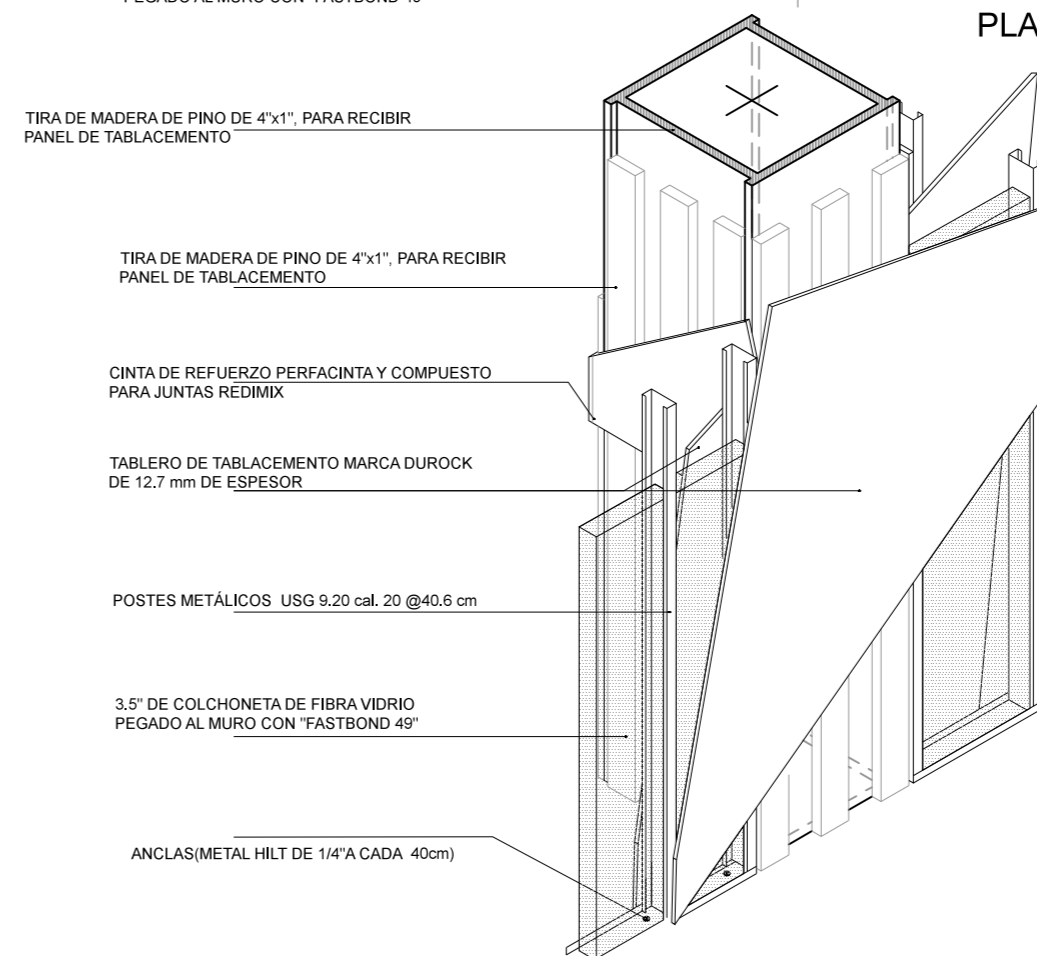 PEGADO AL MURO CON "FASTBOND 49"
PLA
TIRA DE MADERA DE PINO DE 4"x1", PARA RECIBIR
PANEL DE TABLACEMENTO
TIRA DE MADERA DE PINO DE 4"x1", PARA RECIBIR
PANEL DE TABLACEMENTO
CINTA DE REFUERZO PERFACINTA Y COMPUESTO
PARA JUNTAS REDIMIX
TABLERO DE TABLACEMENTO MARCA DUROCK
DE 12.7 mm DE ESPESOR
POSTES METÁLICOS USG 9.20 cal. 20 @40.6 cm
3.5" DE COLCHONETA DE FIBRA VIDRIO
PEGADO AL MURO CON "FASTBOND 49"
ANCLAS(METAL HILT DE 1/4"A CADA 40cm)